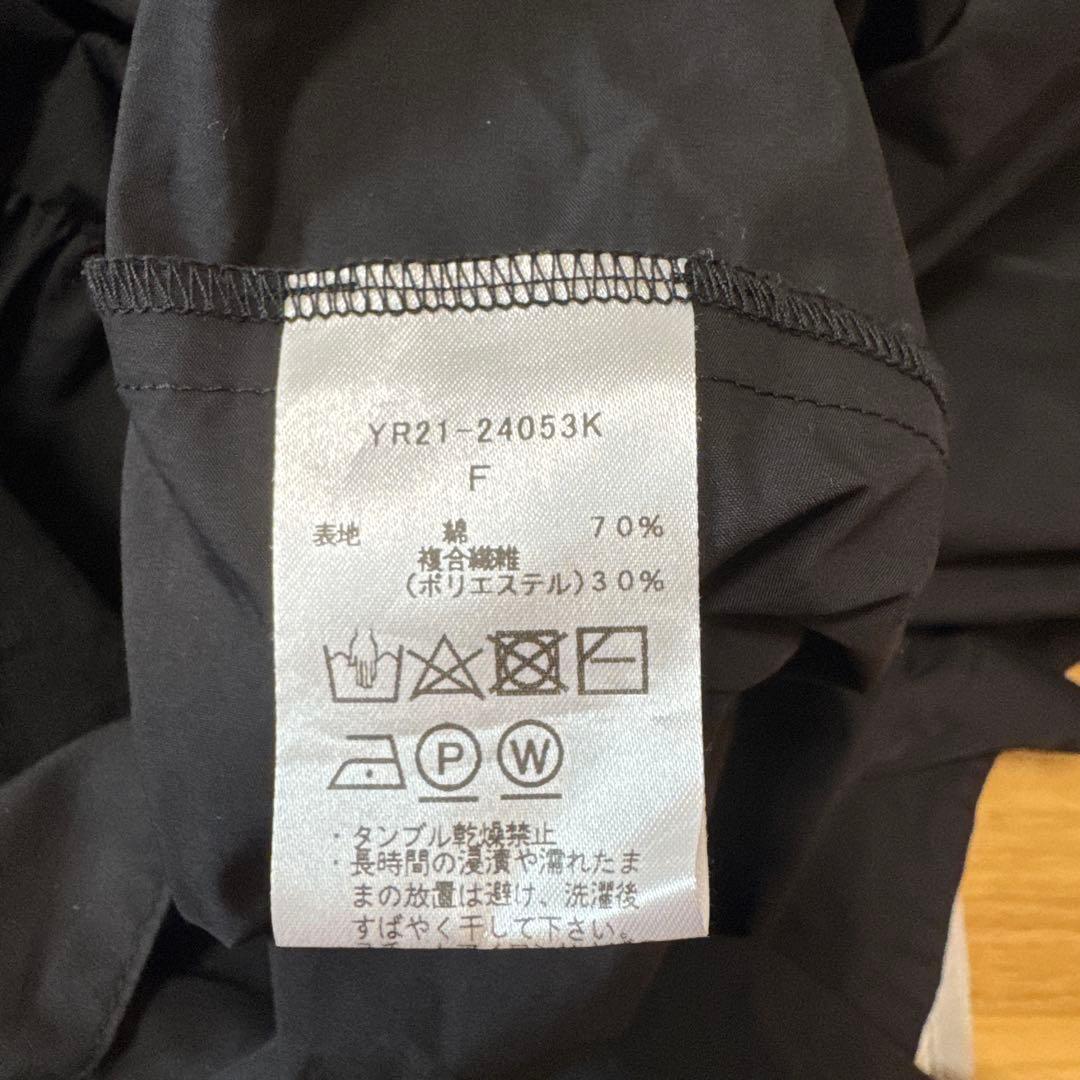 YR21-24053K
F
表地 綿 70%
複合繊維
(ポリエステル)30%
P W
・タンブル乾燥禁止
・長時間の浸漬や濡れたま
まの放置は避け、洗濯後
すばやく干して下さい。